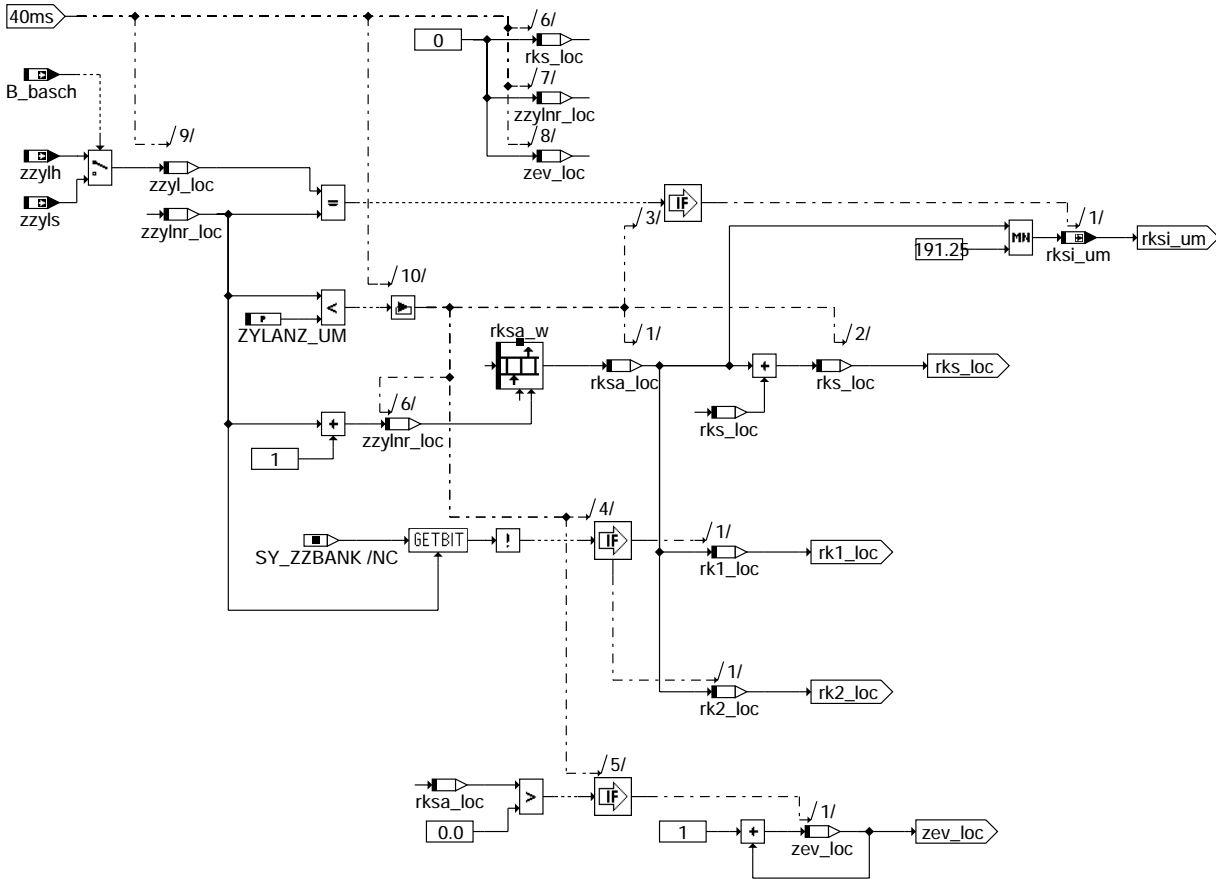 40ms
/6/
0
rks_loc
B_basch
/7/
zzylnr_loc
/9/
/8/
zev_loc
zzylh
zzyl_loc
zzyls
zzylnr_loc
=
IF
/3/
/1/
MN
191.25
rksi_um
rksi_um
/10/
<
P
ZYLANZ_UM
rksa_w
/1/
/2/
rksa_loc
+
rks_loc
rks_loc
/6/
rks_loc
+
zzylnr_loc
1
/4/
SY_ZZBANK /NC
GETBIT
!
IF
/1/
rk1_loc
rk1_loc
/1/
rk2_loc
rk2_loc
/5/
rksa_loc
>
IF
/1/
0.0
1
+
zev_loc
zev_loc